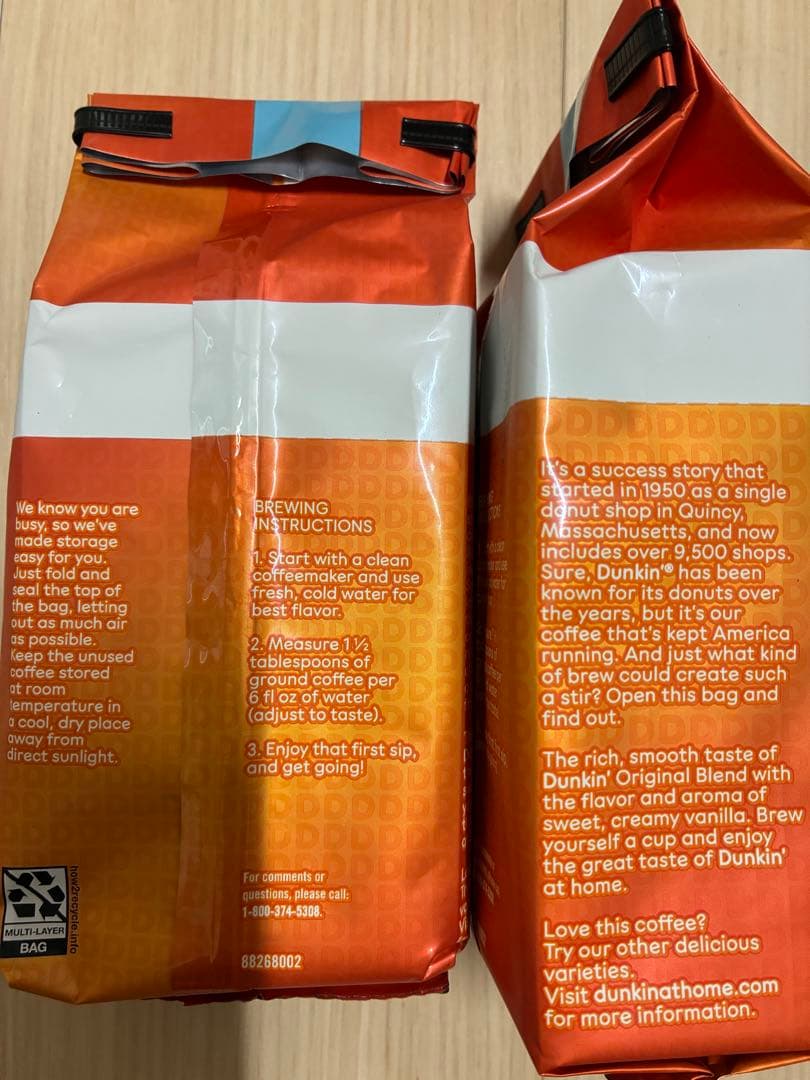 We know you are
busy, so we've
made storage
easy for you.
Just fold and
seal the top of
the bag, letting
out as much air
as possible.
Keep the unused
coffee stored
at room
temperature in
a cool, dry place
away from
direct sunlight.
how2recycle.info
MULTI-LAYER
BAG
BREWING
INSTRUCTIONS
1. Start with a clean
coffeemaker and use
fresh, cold water for
best flavor.
2. Measure 1 ½
tablespoons of
ground coffee per
6 fl oz of water
(adjust to taste).
3. Enjoy that first sip,
and get going!
For comments or
questions, please call:
1-800-374-5308.
88268002
It's a success story that
started in 1950 as a single
donut shop in Quincy,
Massachusetts, and now
includes over 9,500 shops.
Sure, Dunkin'® has been
known for its donuts over
the years, but it's our
coffee that's kept America
running. And just what kind
of brew could create such
a stir? Open this bag and
find out.
The rich, smooth taste of
Dunkin' Original Blend with
the flavor and aroma of
sweet, creamy vanilla. Brew
yourself a cup and enjoy
the great taste of Dunkin'
at home.
Love this coffee?
Try our other delicious
varieties.
Visit dunkinathome.com
for more information.